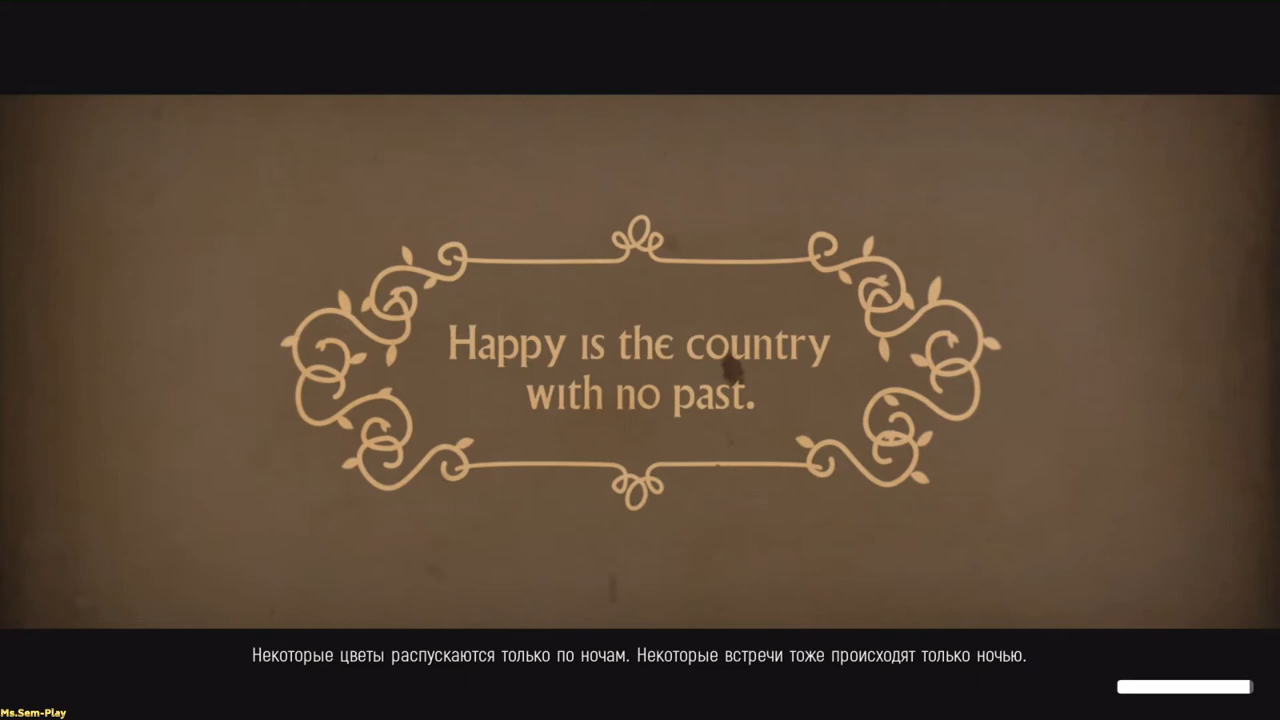 Happy is the country
with no past.
Некоторые цветы распускаются только по ночам. Некоторые встречи тоже происходят только ночью.
Ms.Sem-Play